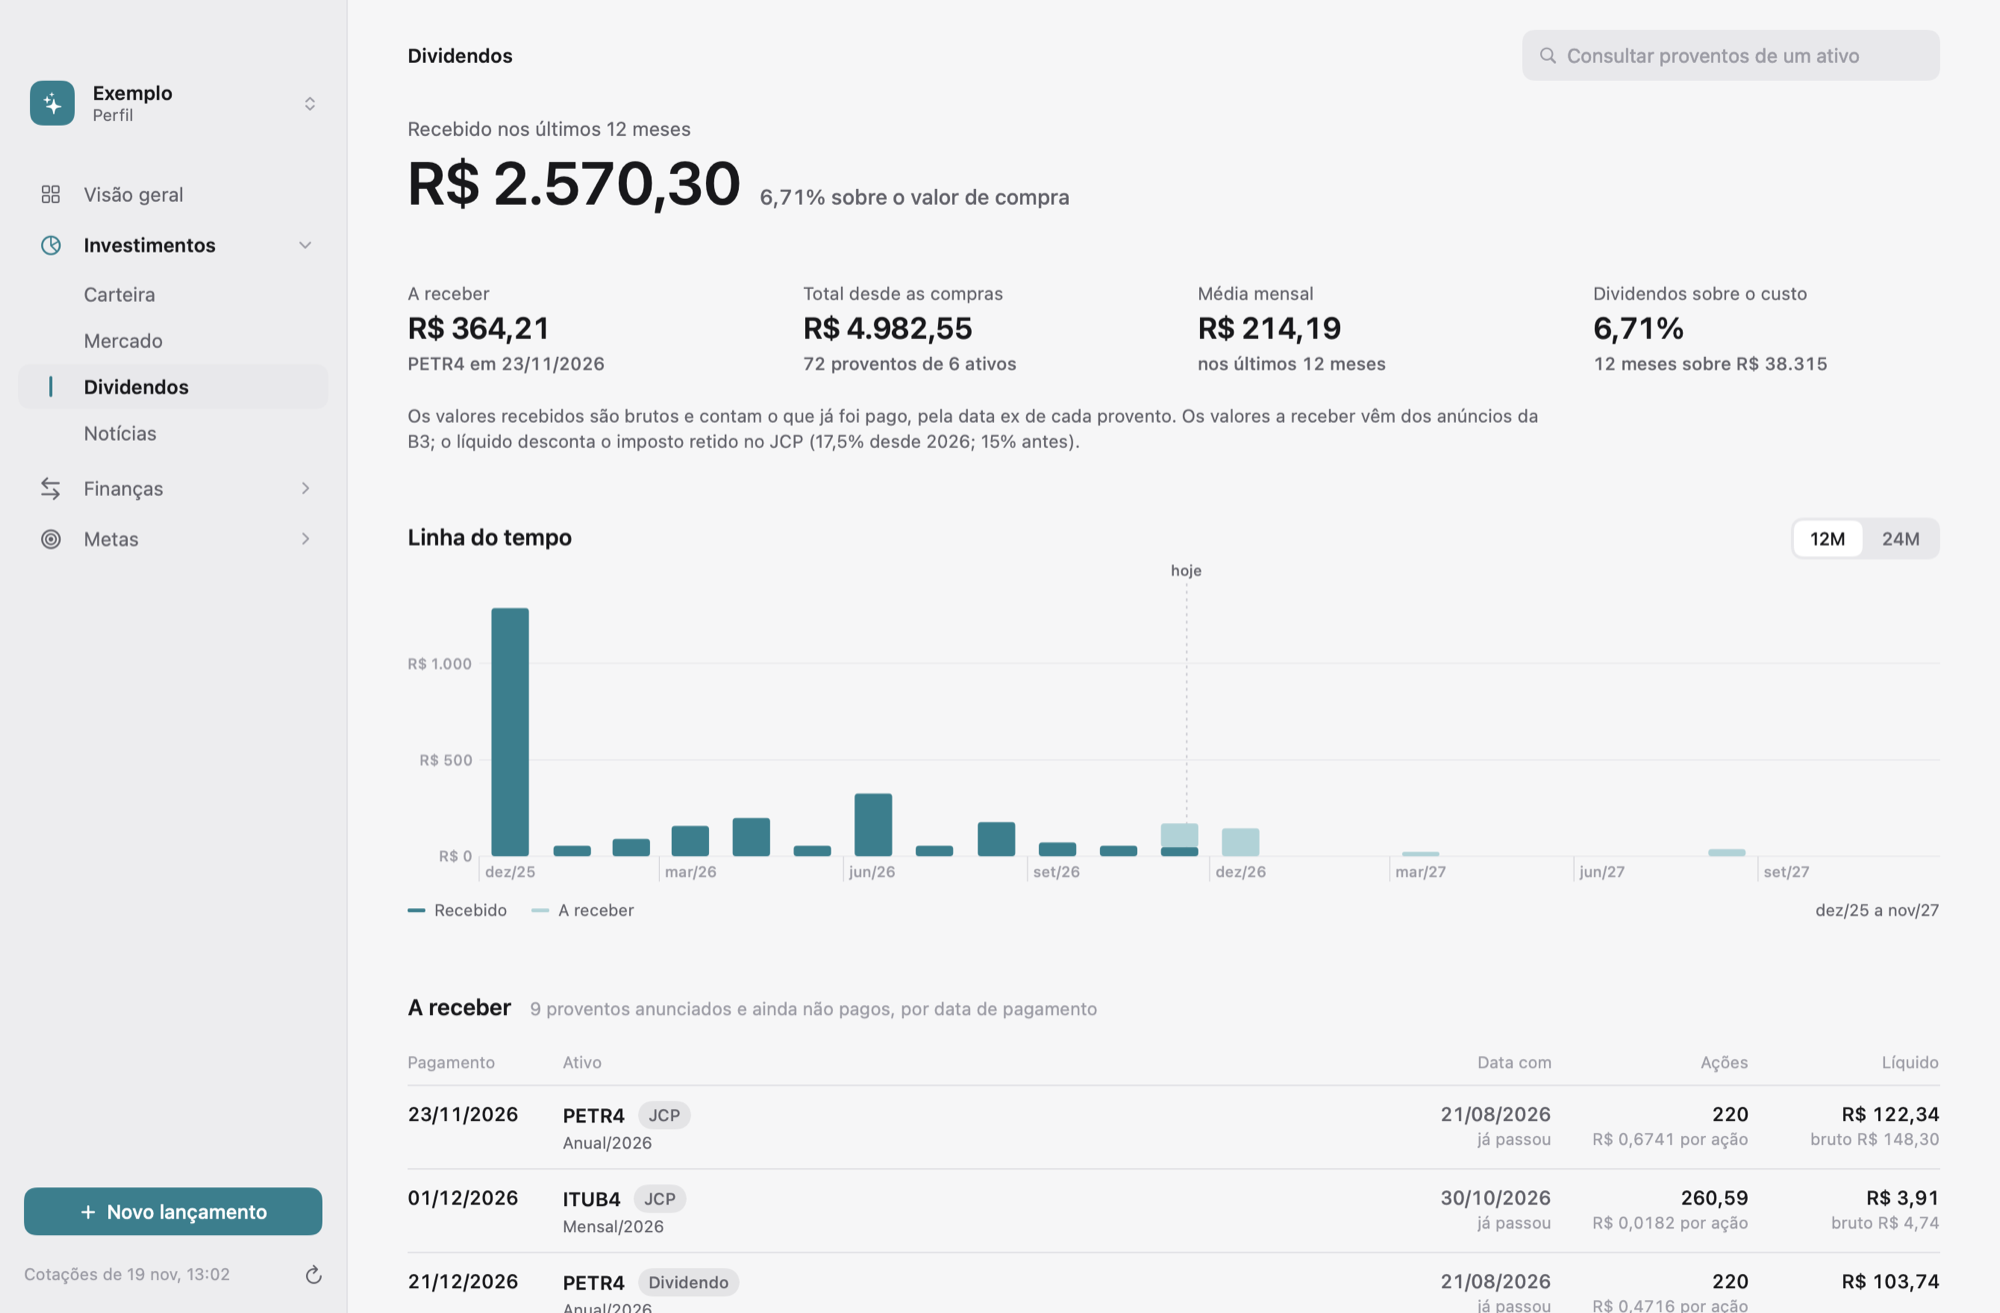 Exemplo
Perfil
Visão geral
Investimentos
Carteira
Mercado
Dividendos
Notícias
Finanças
Metas
+ Novo lançamento
Cotações de 19 nov, 13:02
Dividendos
Consultar proventos de um ativo
Recebido nos últimos 12 meses
R$ 2.570,30 6,71% sobre o valor de compra
A receber
R$ 364,21
PETR4 em 23/11/2026
Total desde as compras
R$ 4.982,55
72 proventos de 6 ativos
Média mensal
R$ 214,19
nos últimos 12 meses
Dividendos sobre o custo
6,71%
12 meses sobre R$ 38.315
Os valores recebidos são brutos e contam o que já foi pago, pela data ex de cada provento. Os valores a receber vêm dos anúncios da
B3; o líquido desconta o imposto retido no JCP (17,5% desde 2026; 15% antes).
Linha do tempo
12M 24M
hoje
R$ 1.000
R$ 500
R$ 0
dez/25 mar/26 jun/26 set/26 dez/26 mar/27 jun/27 set/27
Recebido A receber dez/25 a nov/27
A receber 9 proventos anunciados e ainda não pagos, por data de pagamento
Pagamento Ativo Data com Ações Líquido
23/11/2026 PETR4 JCP 21/08/2026 220 R$ 122,34
Anual/2026 já passou R$ 0,6741 por ação bruto R$ 148,30
01/12/2026 ITUB4 JCP 30/10/2026 260,59 R$ 3,91
Mensal/2026 já passou R$ 0,0182 por ação bruto R$ 4,74
21/12/2026 PETR4 Dividendo 21/08/2026 220 R$ 103,74
Anual/2026 já passou R$ 0,4716 por ação